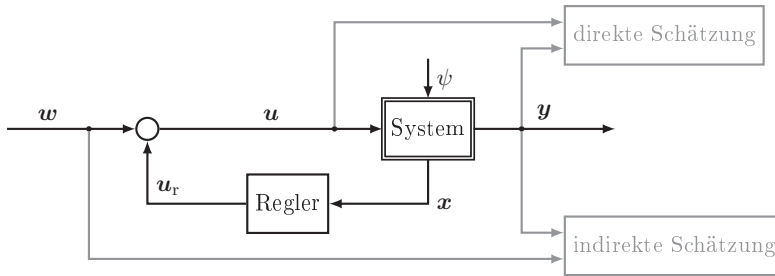 direkte Schätzung
ψ
w
u
System
y
u_r
Regler
x
indirekte Schätzung